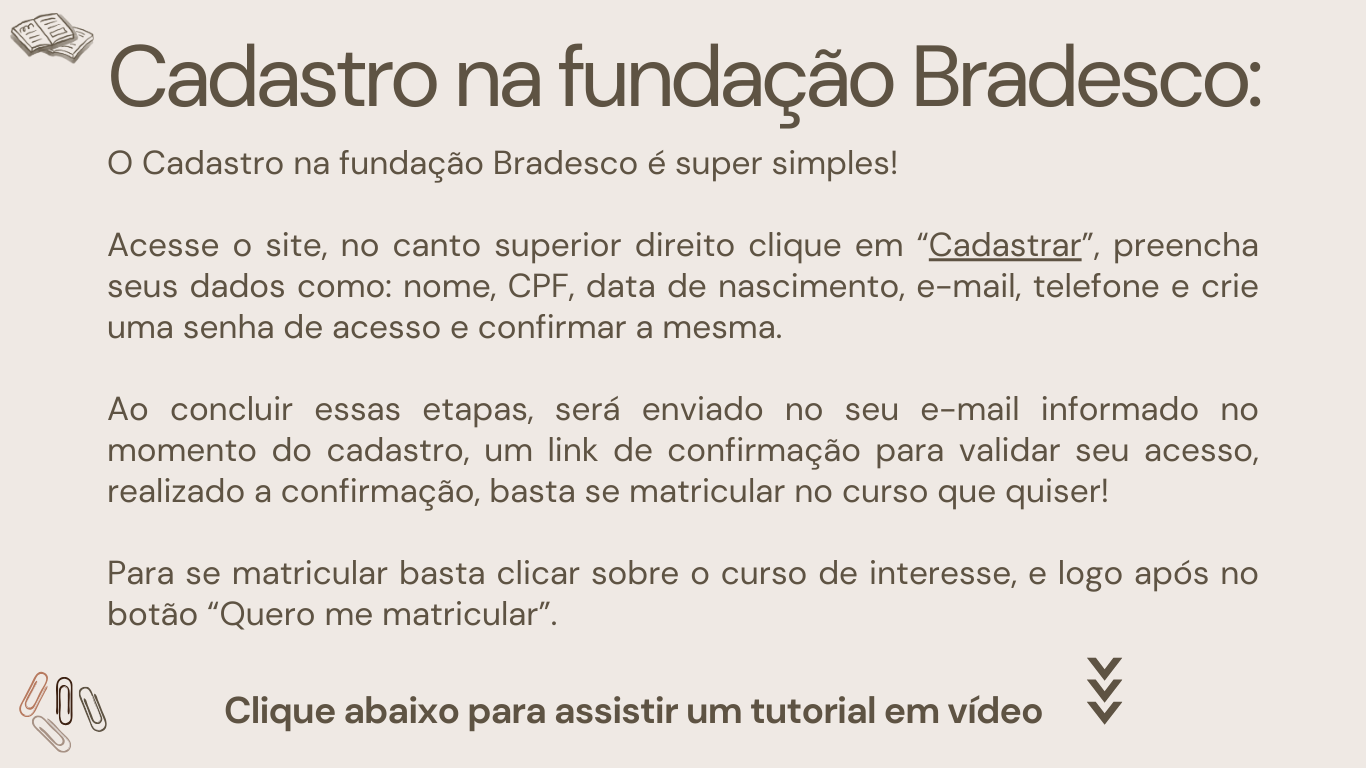 Cadastro na fundação Bradesco:
O Cadastro na fundação Bradesco é super simples!
Acesse o site, no canto superior direito clique em “Cadastrar”, preencha
seus dados como: nome, CPF, data de nascimento, e-mail, telefone e crie
uma senha de acesso e confirmar a mesma.
Ao concluir essas etapas, será enviado no seu e-mail informado no
momento do cadastro, um link de confirmação para validar seu acesso,
realizado a confirmação, basta se matricular no curso que quiser!
Para se matricular basta clicar sobre o curso de interesse, e logo após no
botão “Quero me matricular”.
Clique abaixo para assistir um tutorial em vídeo